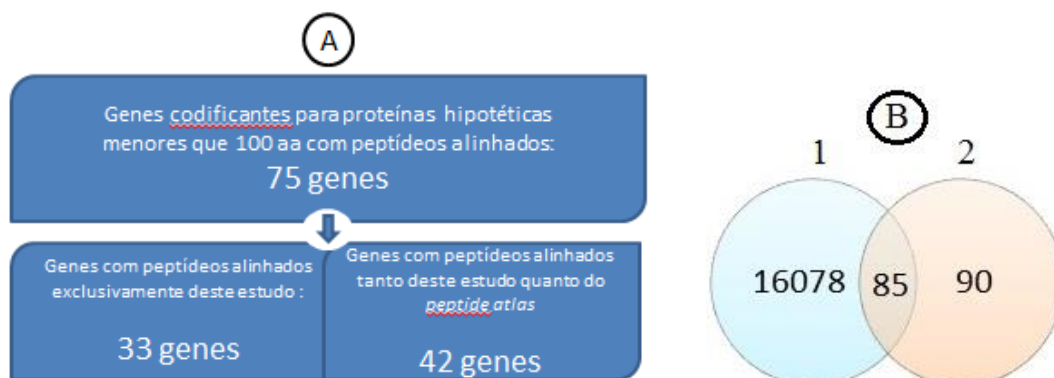 A
Genes codificantes para proteínas hipotéticas
menores que 100 aa com peptídeos alinhados:
75 genes
Genes com peptídeos alinhados
exclusivamente deste estudo :
33 genes
Genes com peptídeos alinhados
tanto deste estudo quanto do
peptide atlas
42 genes
B
1
2
16078
85
90